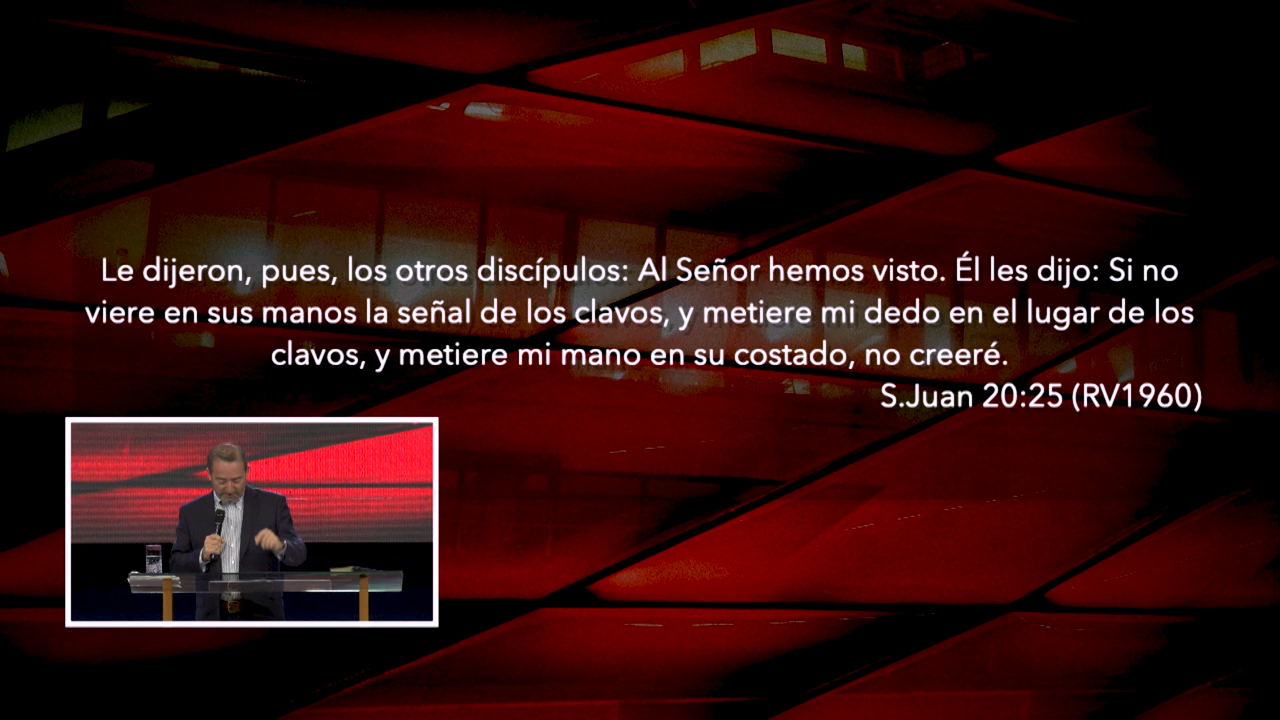 Le dijeron, pues, los otros discípulos: Al Señor hemos visto. Él les dijo: Si no
viere en sus manos la señal de los clavos, y metiere mi dedo en el lugar de los
clavos, y metiere mi mano en su costado, no creeré.
S.Juan 20:25 (RV1960)